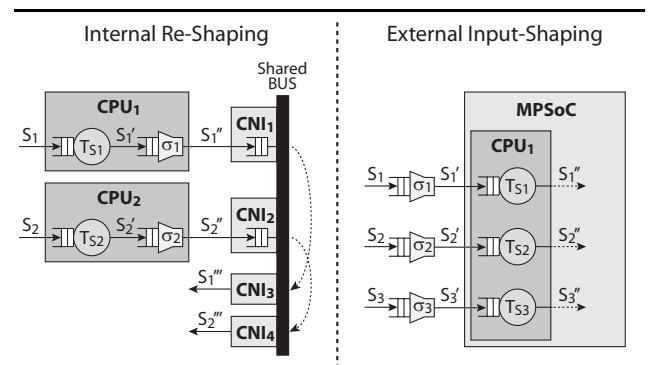 Internal Re-Shaping
Shared
BUS
CPU₁
S₁
T_S1
S₁'
σ₁
S₁''
CNI₁
CPU₂
S₂
T_S2
S₂'
σ₂
S₂''
CNI₂
S₁'''
CNI₃
S₂'''
CNI₄
External Input-Shaping
MPSoC
CPU₁
S₁
σ₁
S₁'
T_S1
S₁''
S₂
σ₂
S₂'
T_S2
S₂''
S₃
σ₃
S₃'
T_S3
S₃''